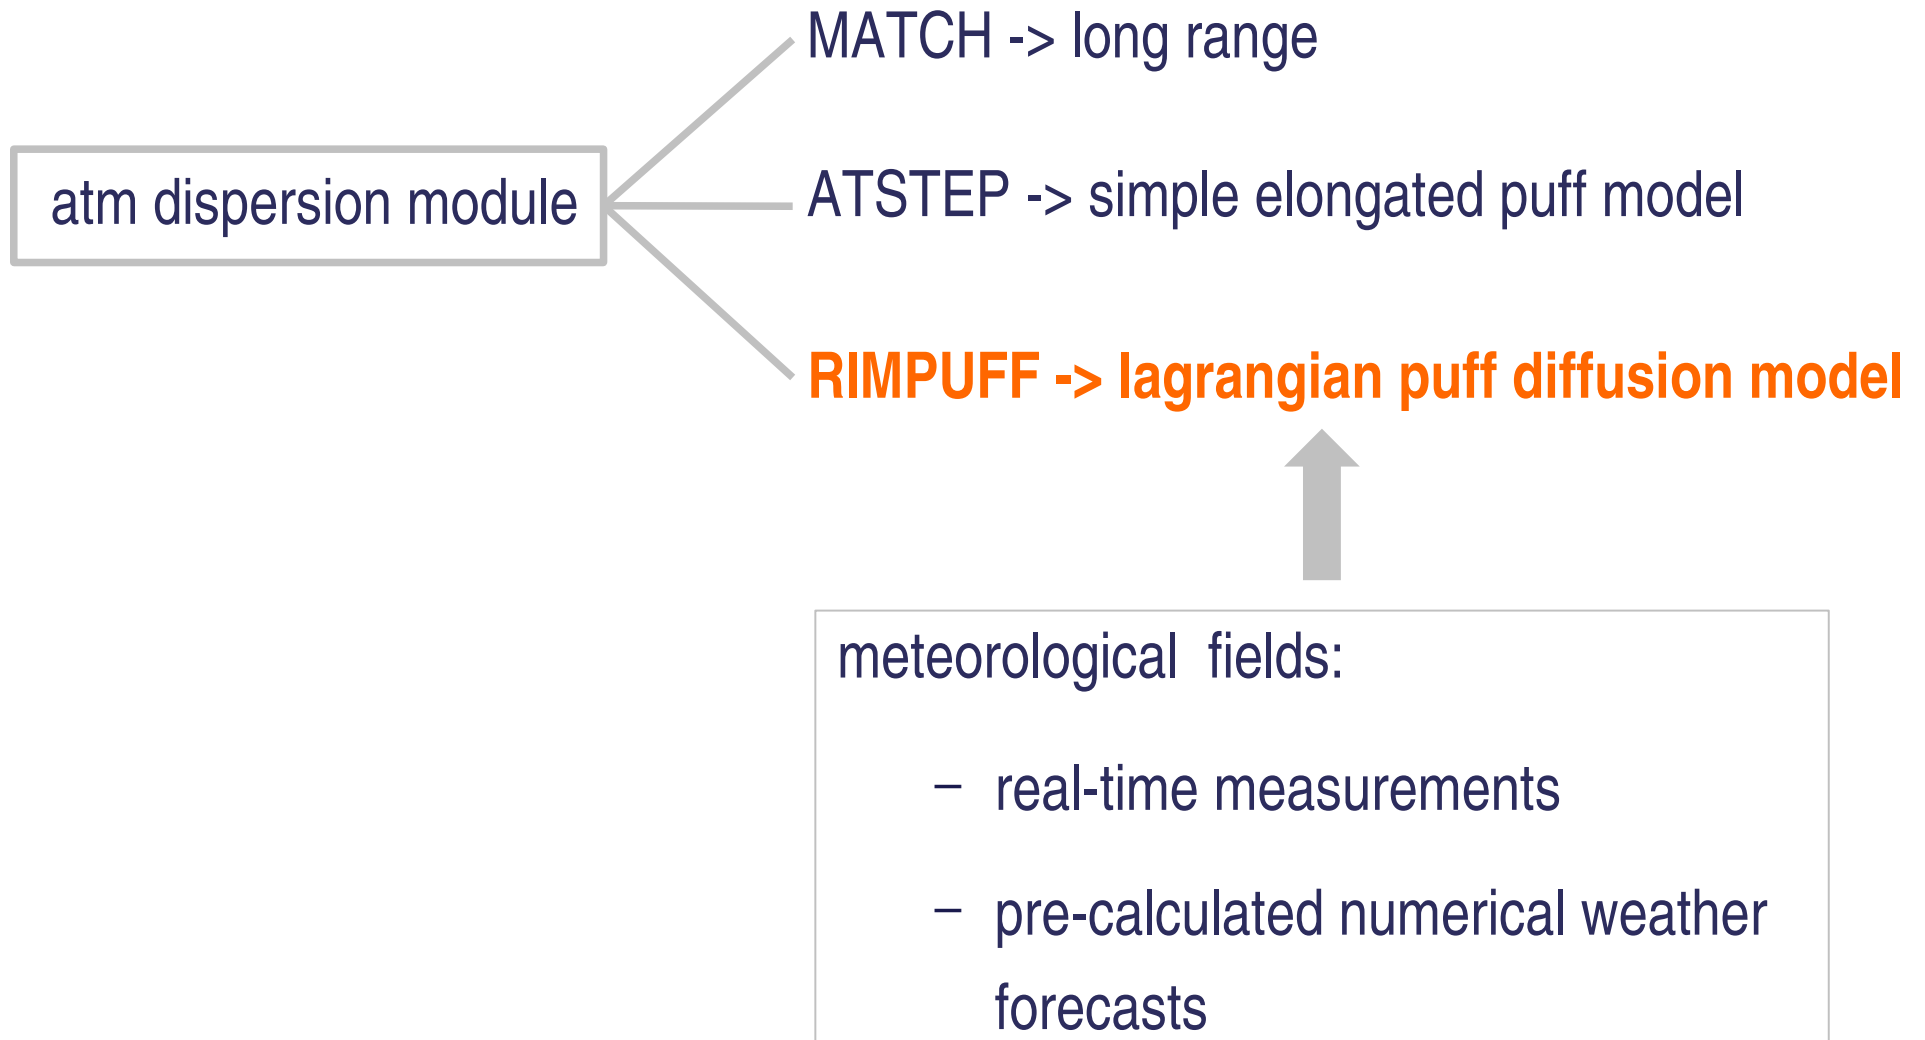 MATCH -> long range
atm dispersion module
ATSTEP -> simple elongated puff model
RIMPUFF -> lagrangian puff diffusion model
meteorological fields:
– real-time measurements
– pre-calculated numerical weather
forecasts